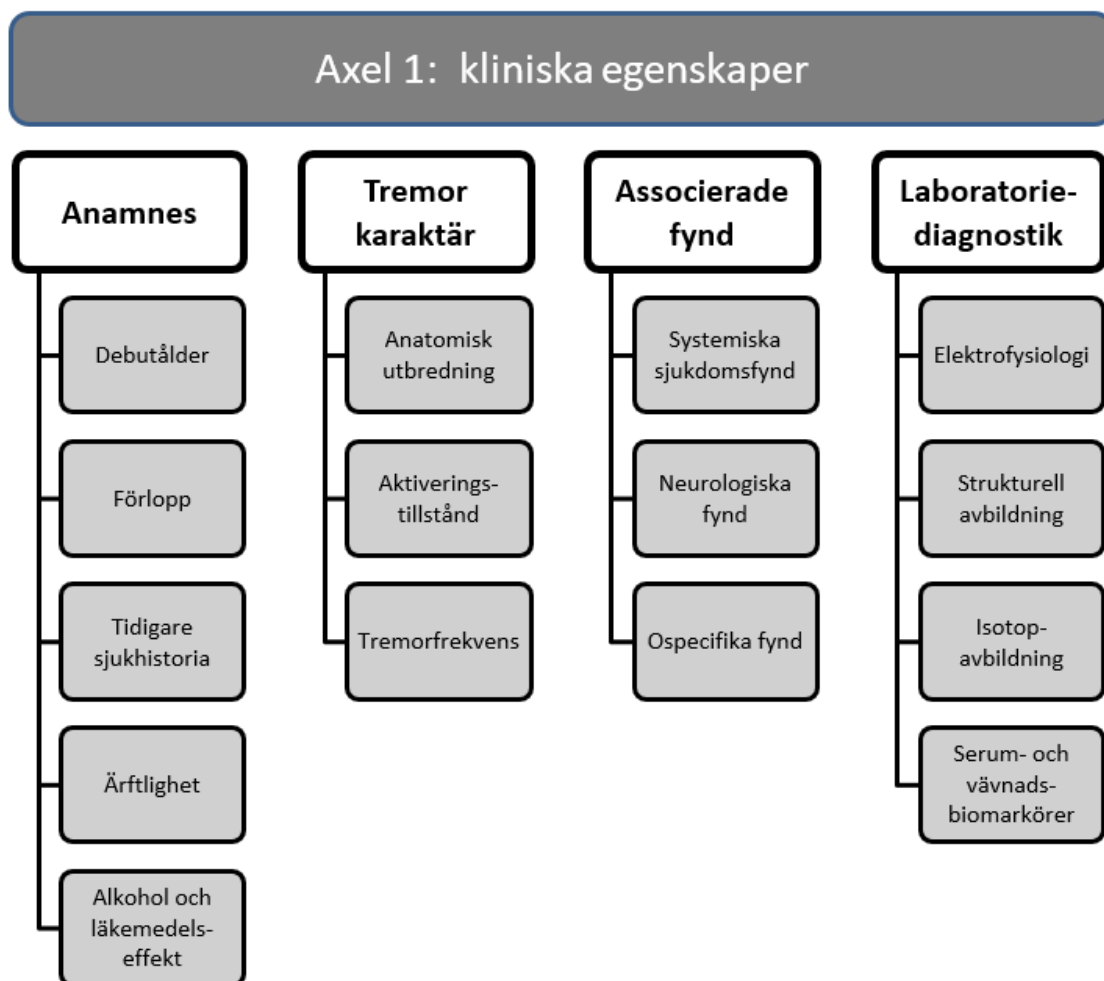 Axel 1: kliniska egenskaper
Anamnes
Debutålder
Förlopp
Tidigare
sjukhistoria
Ärftlighet
Alkohol och
läkemedels-
effekt
Tremor
karaktär
Anatomisk
utbredning
Aktiverings-
tillstånd
Tremorfrekvens
Associerade
fynd
Systemiska
sjukdomsfynd
Neurologiska
fynd
Ospecifika fynd
Laboratorie-
diagnostik
Elektrofysiologi
Strukturell
avbildning
Isotop-
avbildning
Serum- och
vävnads-
biomarkörer